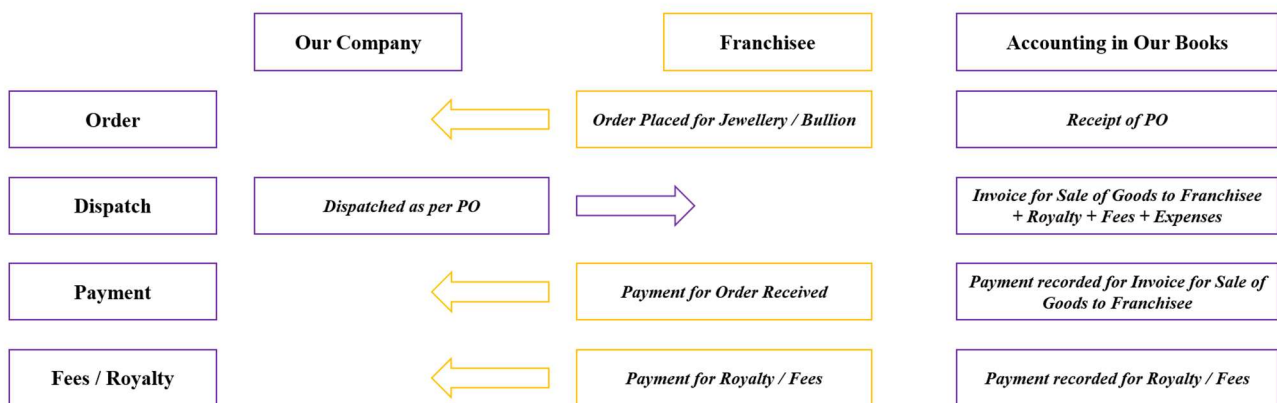 Our Company
Franchisee
Accounting in Our Books
Order
Order Placed for Jewellery / Bullion
Receipt of PO
Dispatch
Dispatched as per PO
Invoice for Sale of Goods to Franchisee
+ Royalty + Fees + Expenses
Payment
Payment for Order Received
Payment recorded for Invoice for Sale of
Goods to Franchisee
Fees / Royalty
Payment for Royalty / Fees
Payment recorded for Royalty / Fees